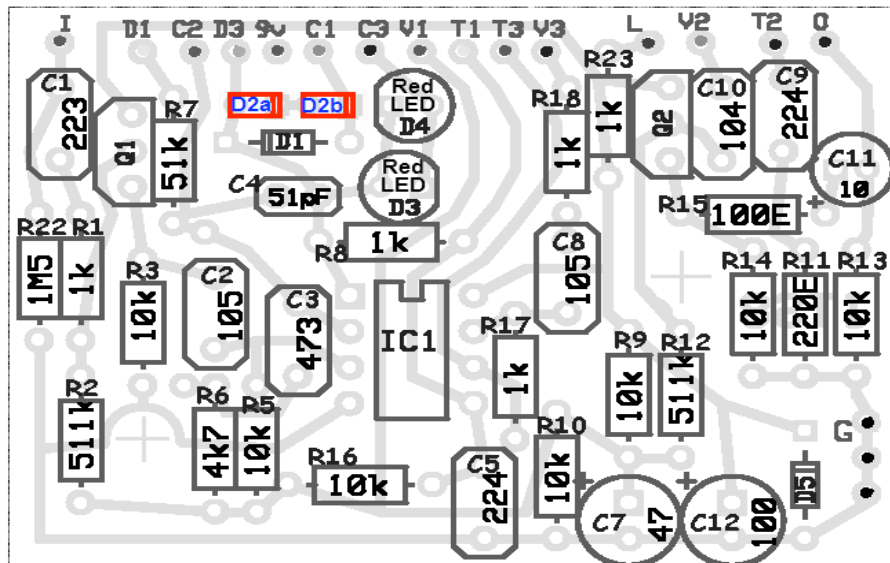 I D1 C2 D3 9v C1 C3 V1 T1 T3 V3 L V2 T2 O
C1
223
Q1
R7
51k
D2a D2b
D1
C4
51pF
Red
LED
D4
Red
LED
D3
R8
1k
R18
1k
R23
1k
Q2
C10
104
C9
224
C11
10
R15
100E
+
R22
1M5
R1
1k
R3
10k
C2
105
C3
473
IC1
C8
105
R17
1k
R14
10k
R11
220E
R13
10k
R9
10k
R12
511k
R2
511k
R6
4k7
R5
10k
R16
10k
C5
224
R10
10k
+
C7
47
+
C12
100
D5
G